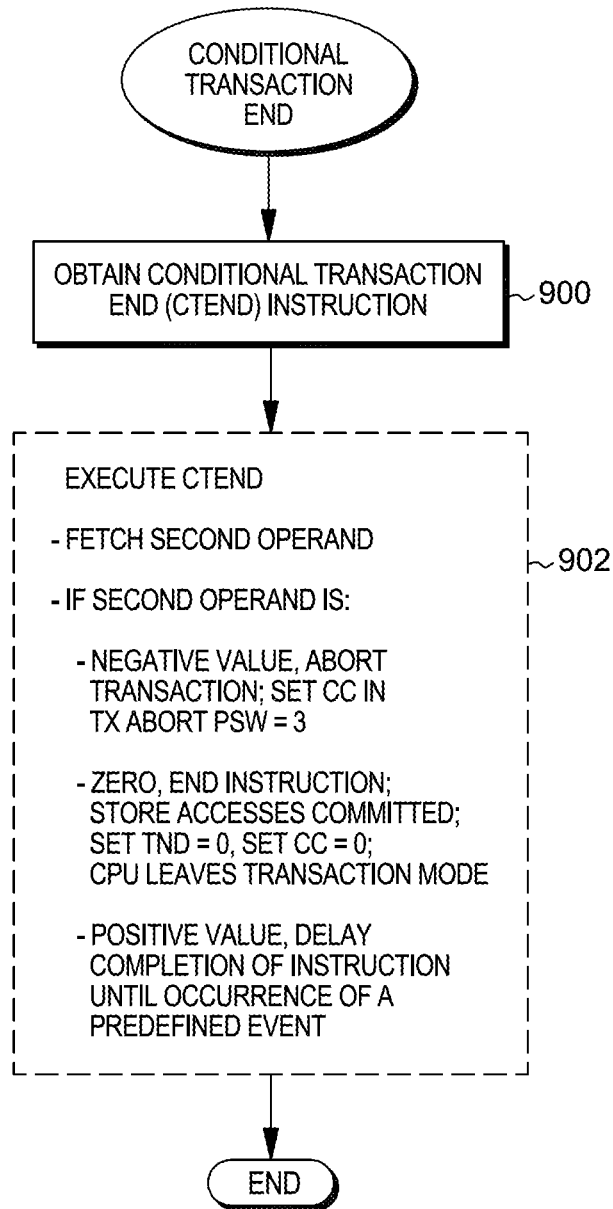 CONDITIONAL
TRANSACTION
END
OBTAIN CONDITIONAL TRANSACTION
END (CTEND) INSTRUCTION
900
EXECUTE CTEND
- FETCH SECOND OPERAND
902
- IF SECOND OPERAND IS:
- NEGATIVE VALUE, ABORT
TRANSACTION; SET CC IN
TX ABORT PSW = 3
- ZERO, END INSTRUCTION;
STORE ACCESSES COMMITTED;
SET TND = 0, SET CC = 0;
CPU LEAVES TRANSACTION MODE
- POSITIVE VALUE, DELAY
COMPLETION OF INSTRUCTION
UNTIL OCCURRENCE OF A
PREDEFINED EVENT
END